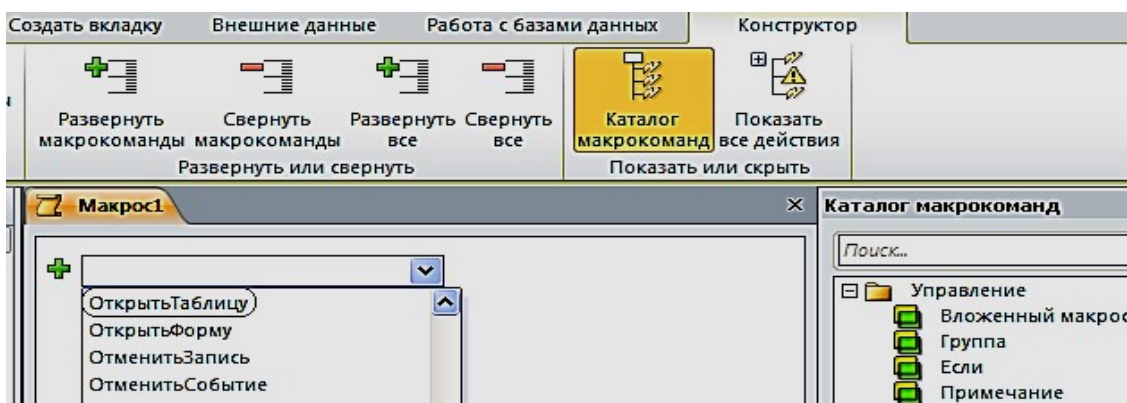 Создать вкладку Внешние данные Работа с базами данных Конструктор
Развернуть макрокоманды
Свернуть макрокоманды
Развернуть все
Свернуть все
Каталог макрокоманд
Показать все действия
Развернуть или свернуть
Показать или скрыть
Макрос1
Каталог макрокоманд
Поиск...
ОткрытьТаблицу
ОткрытьФорму
ОтменитьЗапись
ОтменитьСобытие
Управление
Вложенный макрос
Группа
Если
Примечание